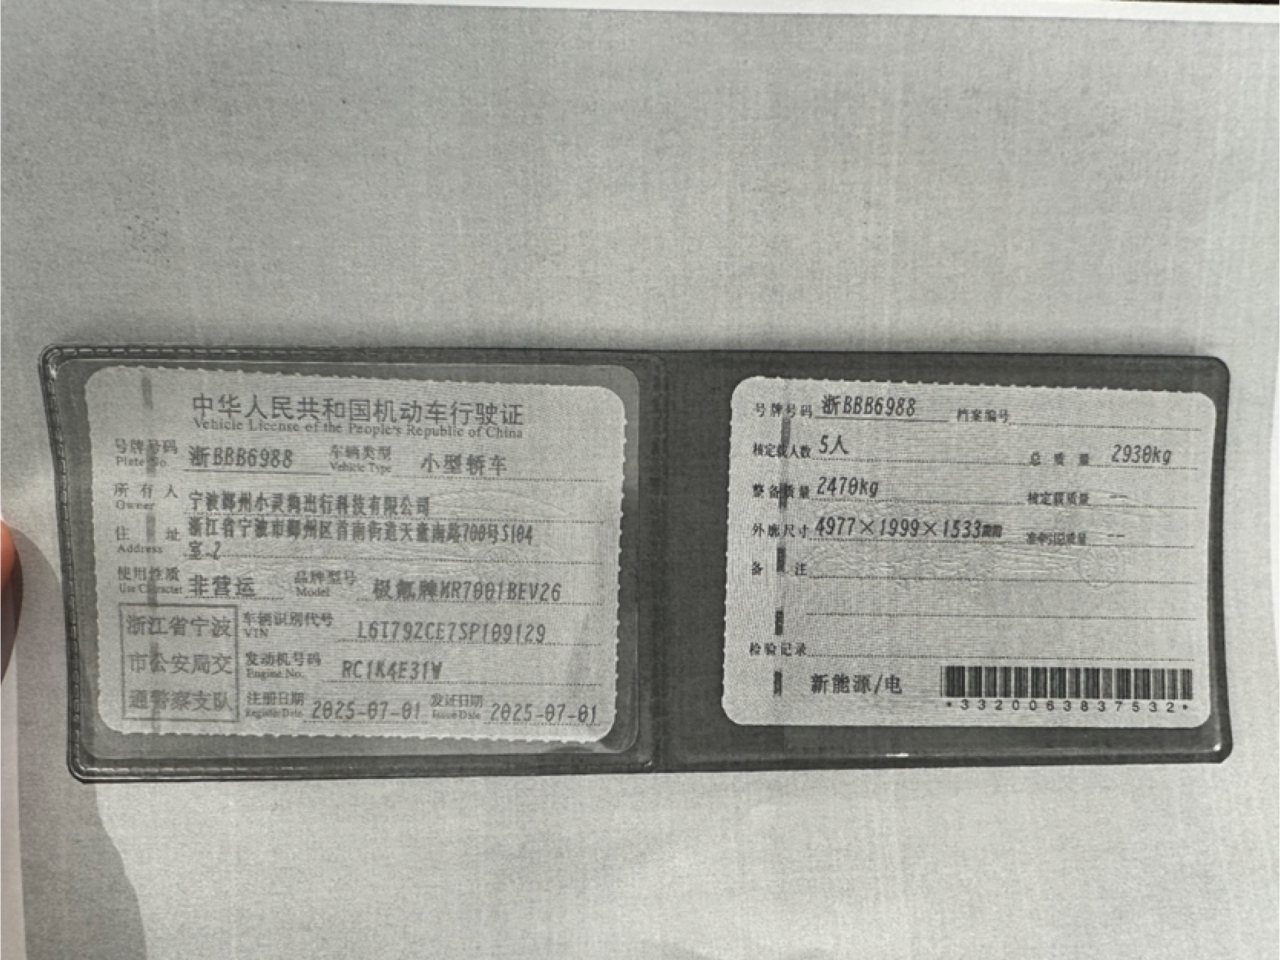 中华人民共和国机动车行驶证
Vehicle License of the People's Republic of China
号牌号码 浙BBB6988 车辆类型 小型轿车
Plate No. Vehicle Type
所有人 宁波鄞州小灵狗出行科技有限公司
Owner
住址 浙江省宁波市鄞州区首南街道天童南路700号S104
Address 室-2
使用性质 非营运 品牌型号 极氪牌MR7001BEV26
Use Character Model
浙江省宁波 车辆识别代号 L6T79ZCE7SP109129
VIN
市公安局交 发动机号码 RC1K4E31W
Engine No.
通警察支队 注册日期 2025-07-01 发证日期 2025-07-01
Register Date Issue Date
号牌号码 浙BBB6988 档案编号
核定载人数 5人 总质量 2930kg
整备质量 2470kg 核定载质量 --
外廓尺寸 4977×1999×1533mm 准牵引总质量 --
备注
检验记录
新能源/电
*3320063837532*